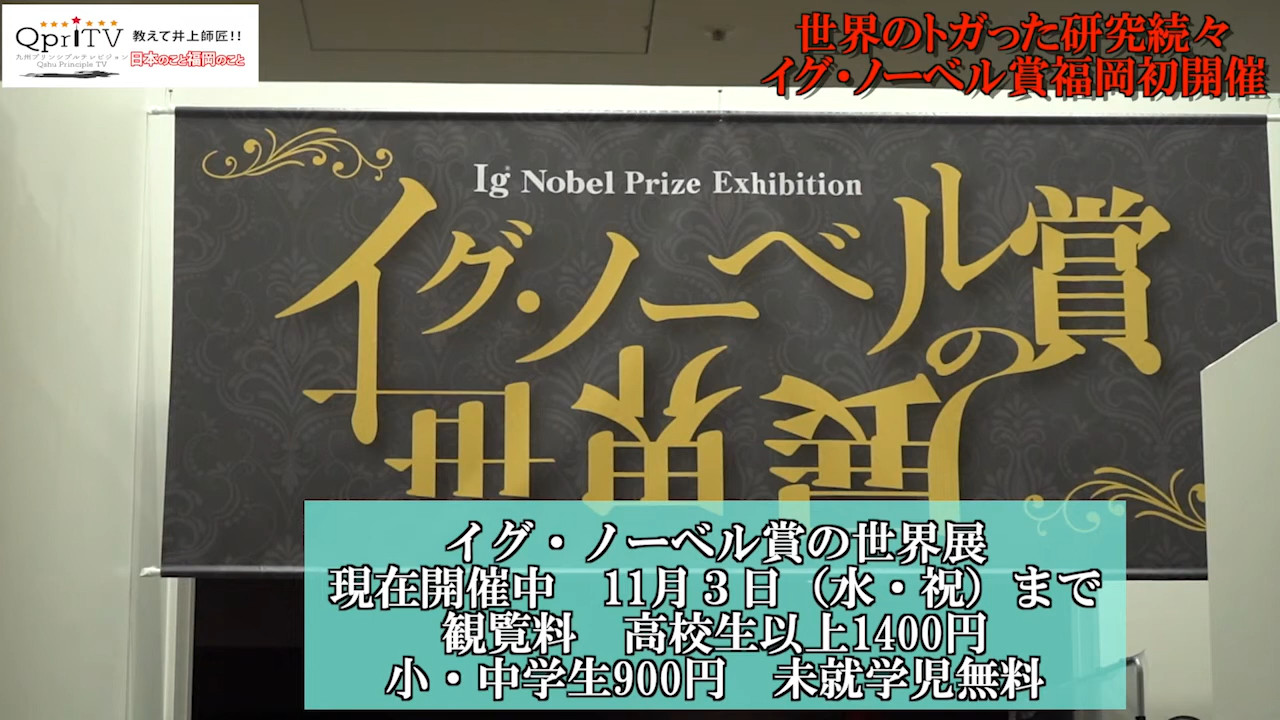 QpriTV
教えて井上師匠!!
九州プリンシプルテレビジョン
Qshu Principle TV
日本のこと福岡のこと
世界のトガった研究続々
イグ・ノーベル賞福岡初開催
Ig Nobel Prize Exhibition
イグ・ノーベル賞の
世界展
イグ・ノーベル賞の世界展
現在開催中　11月３日（水・祝）まで
観覧料　高校生以上1400円
小・中学生900円　未就学児無料